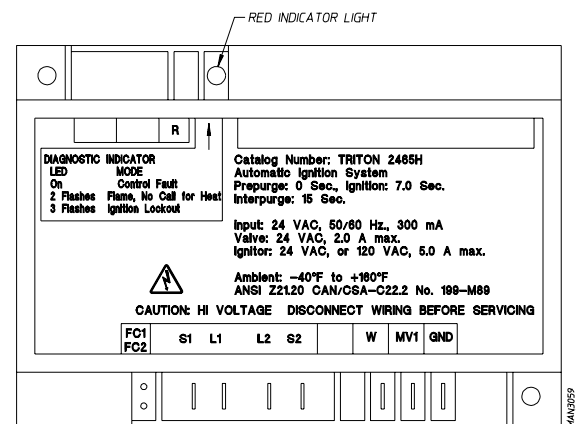 RED INDICATOR LIGHT
R
DIAGNOSTIC INDICATOR
LED MODE
On Control Fault
2 Flashes Flame, No Call for Heat
3 Flashes Ignition Lockout
Catalog Number: TRITON 2465H
Automatic Ignition System
Prepurge: 0 Sec., Ignition: 7.0 Sec.
Interpurge: 15 Sec.
Input: 24 VAC, 50/60 Hz., 300 mA
Valve: 24 VAC, 2.0 A max.
Ignitor: 24 VAC, or 120 VAC, 5.0 A max.
Ambient: -40°F to +160°F
ANSI Z21.20 CAN/CSA-C22.2 No. 199-M89
CAUTION: HI VOLTAGE DISCONNECT WIRING BEFORE SERVICING
FC1 S1 L1 L2 S2 W MV1 GND
FC2
MAN3059